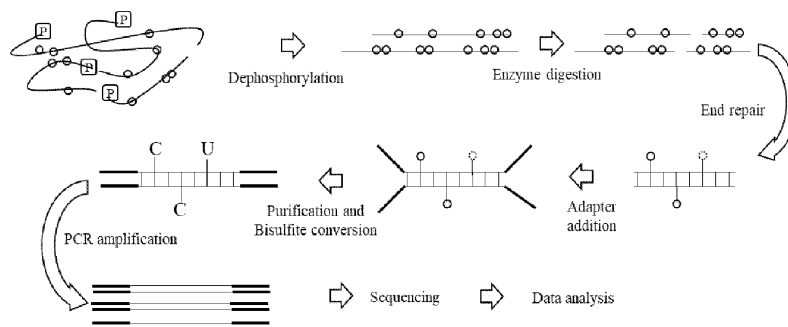 P
P
P
P
Dephosphorylation
Enzyme digestion
End repair
Adapter
addition
C
U
C
Purification and
Bisulfite conversion
PCR amplification
Sequencing
Data analysis